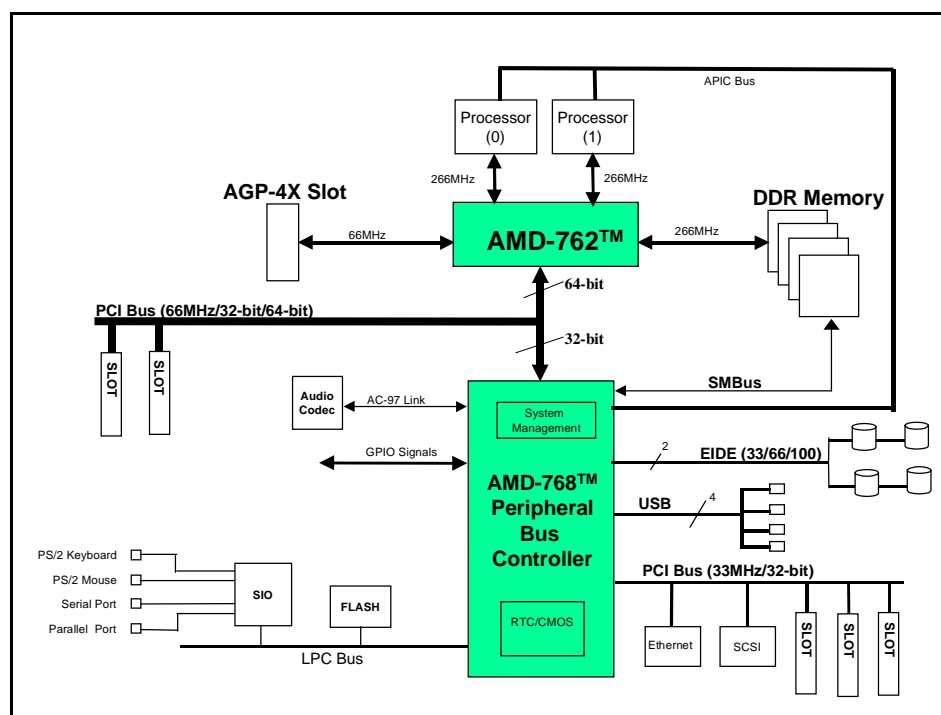 APIC Bus
Processor
(0)
Processor
(1)
266MHz
266MHz
AGP-4X Slot
DDR Memory
66MHz
AMD-762™
266MHz
64-bit
PCI Bus (66MHz/32-bit/64-bit)
32-bit
SLOT
SLOT
SMBus
Audio
Codec
AC-97 Link
System
Management
GPIO Signals
2
EIDE (33/66/100)
AMD-768™
Peripheral
Bus
Controller
4
USB
PS/2 Keyboard
PS/2 Mouse
Serial Port
Parallel Port
SIO
FLASH
LPC Bus
RTC/CMOS
PCI Bus (33MHz/32-bit)
Ethernet
SCSI
SLOT
SLOT
SLOT